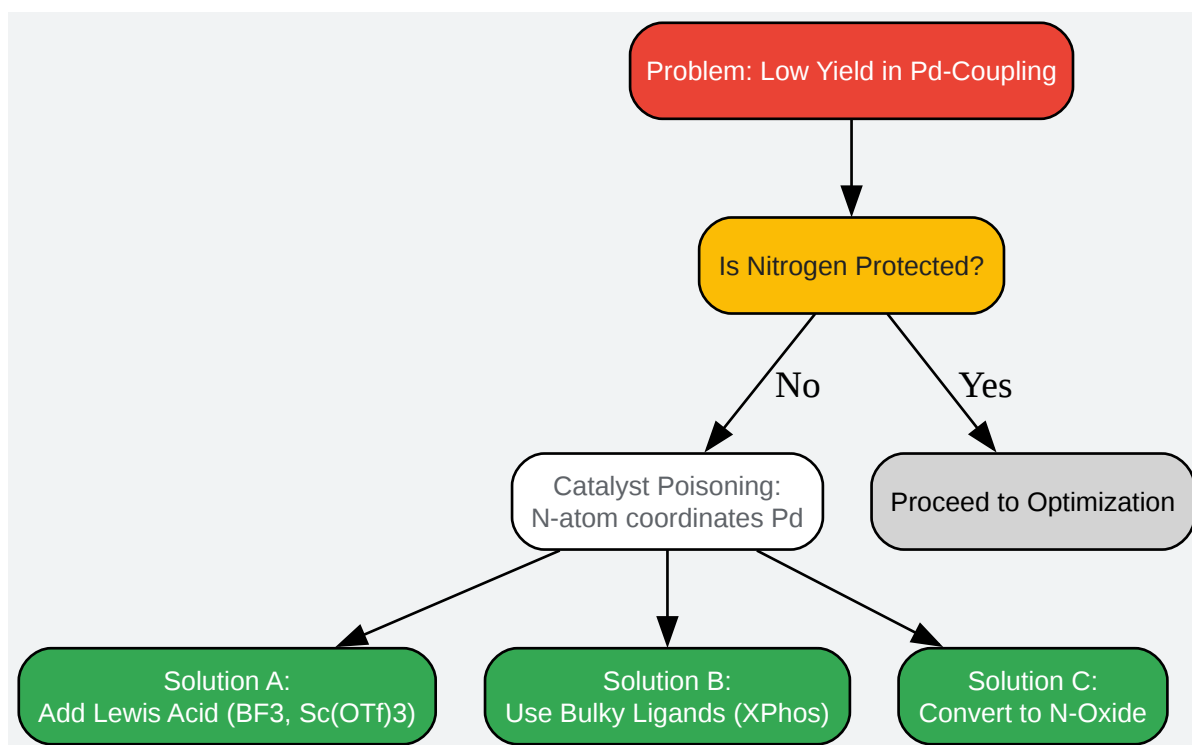 Problem: Low Yield in Pd-Coupling
Is Nitrogen Protected?
No
Yes
Catalyst Poisoning:
N-atom coordinates Pd
Proceed to Optimization
Solution A:
Add Lewis Acid (BF3, Sc(OTf)3)
Solution B:
Use Bulky Ligands (XPhos)
Solution C:
Convert to N-Oxide